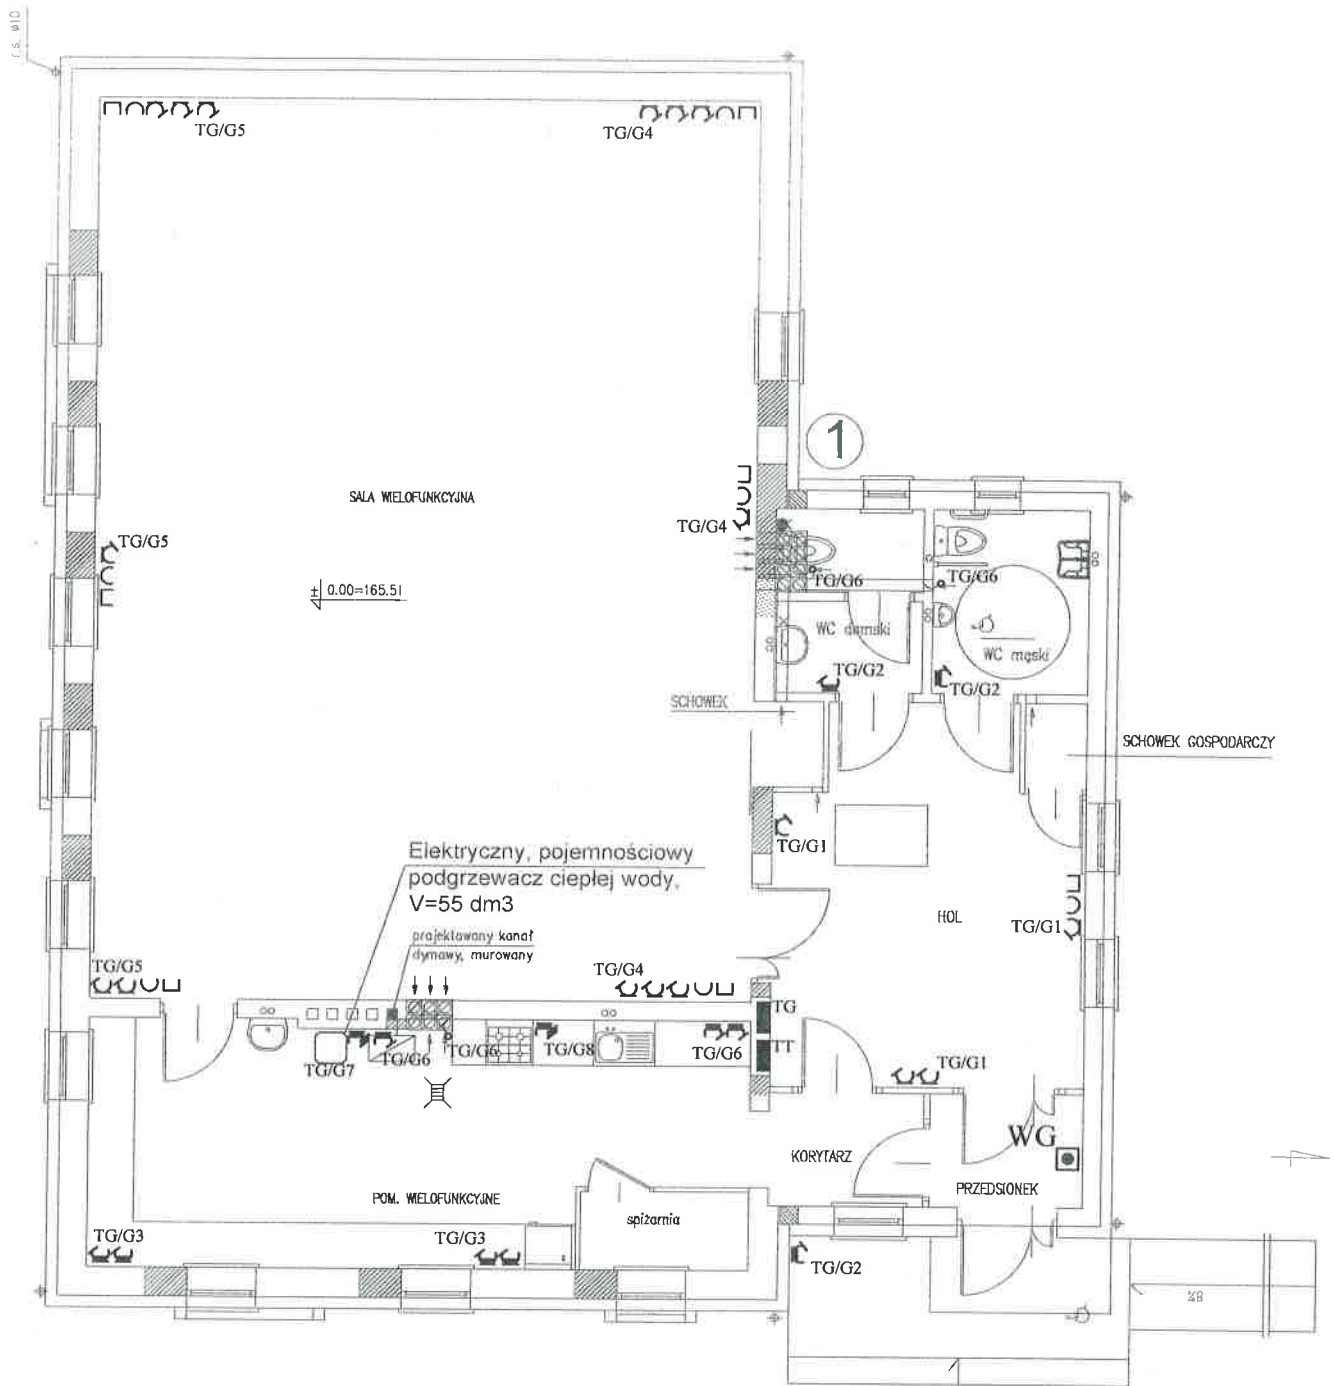 r.s. φ10
TG/G5
TG/G4
1
SALA WIELOFUNKCYJNA
TG/G4
TG/G5
± 0.00=165.51
TG/G6
TG/G6
WC damski
WC męski
TG/G2
TG/G2
SCHOWEK
SCHOWEK GOSPODARCZY
TG/G1
Elektryczny, pojemnościowy
podgrzewacz ciepłej wody,
V=55 dm3
projektowany kanał
dymowy, murowany
HOL
TG/G1
TG/G5
TG/G4
TG
TT
TG/G7
TG/G6
TG/G6
TG/G8
TG/G6
TG/G1
WG
KORYTARZ
PRZEDSIONEK
POM. WIELOFUNKCYJNE
spiżarnia
TG/G3
TG/G3
TG/G2